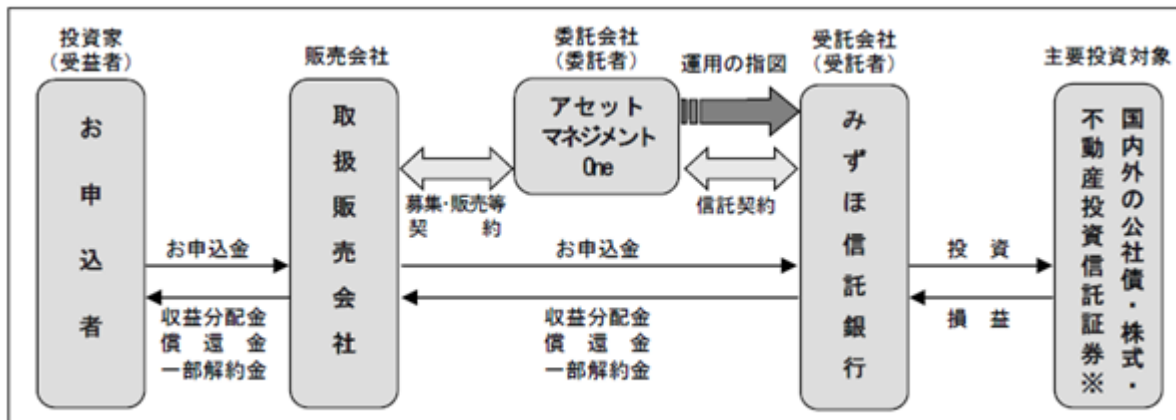 投資家
(受益者)
お申込者
販売会社
取扱販売会社
委託会社
(委託者)
アセット
マネジメント
One
運用の指図
受託会社
(受託者)
みずほ信託銀行
主要投資対象
国内外の公社債・株式・
不動産投資信託証券※
募集・販売等
契約
信託契約
お申込金
収益分配金
償還金
一部解約金
お申込金
収益分配金
償還金
一部解約金
投資
損益